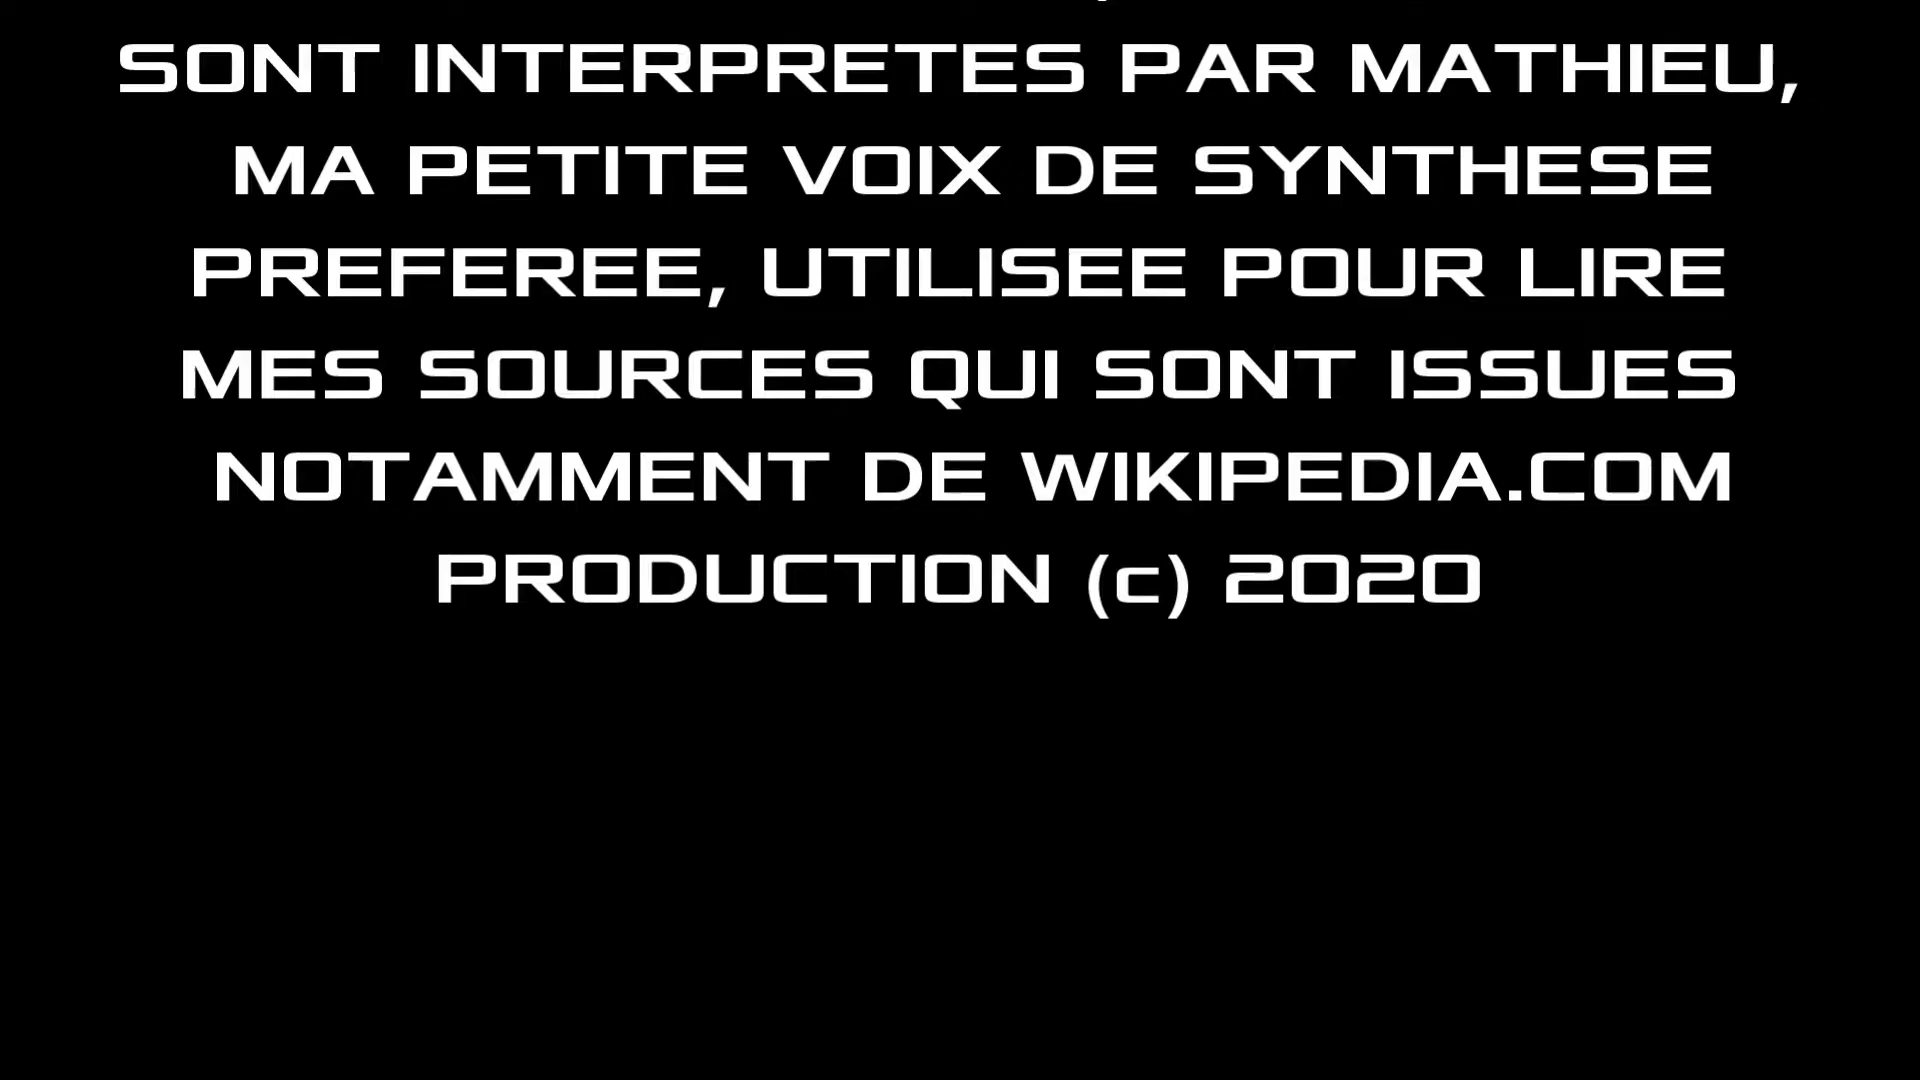 SONT INTERPRETES PAR MATHIEU,
MA PETITE VOIX DE SYNTHESE
PREFEREE, UTILISEE POUR LIRE
MES SOURCES QUI SONT ISSUES
NOTAMMENT DE WIKIPEDIA.COM
PRODUCTION (c) 2020